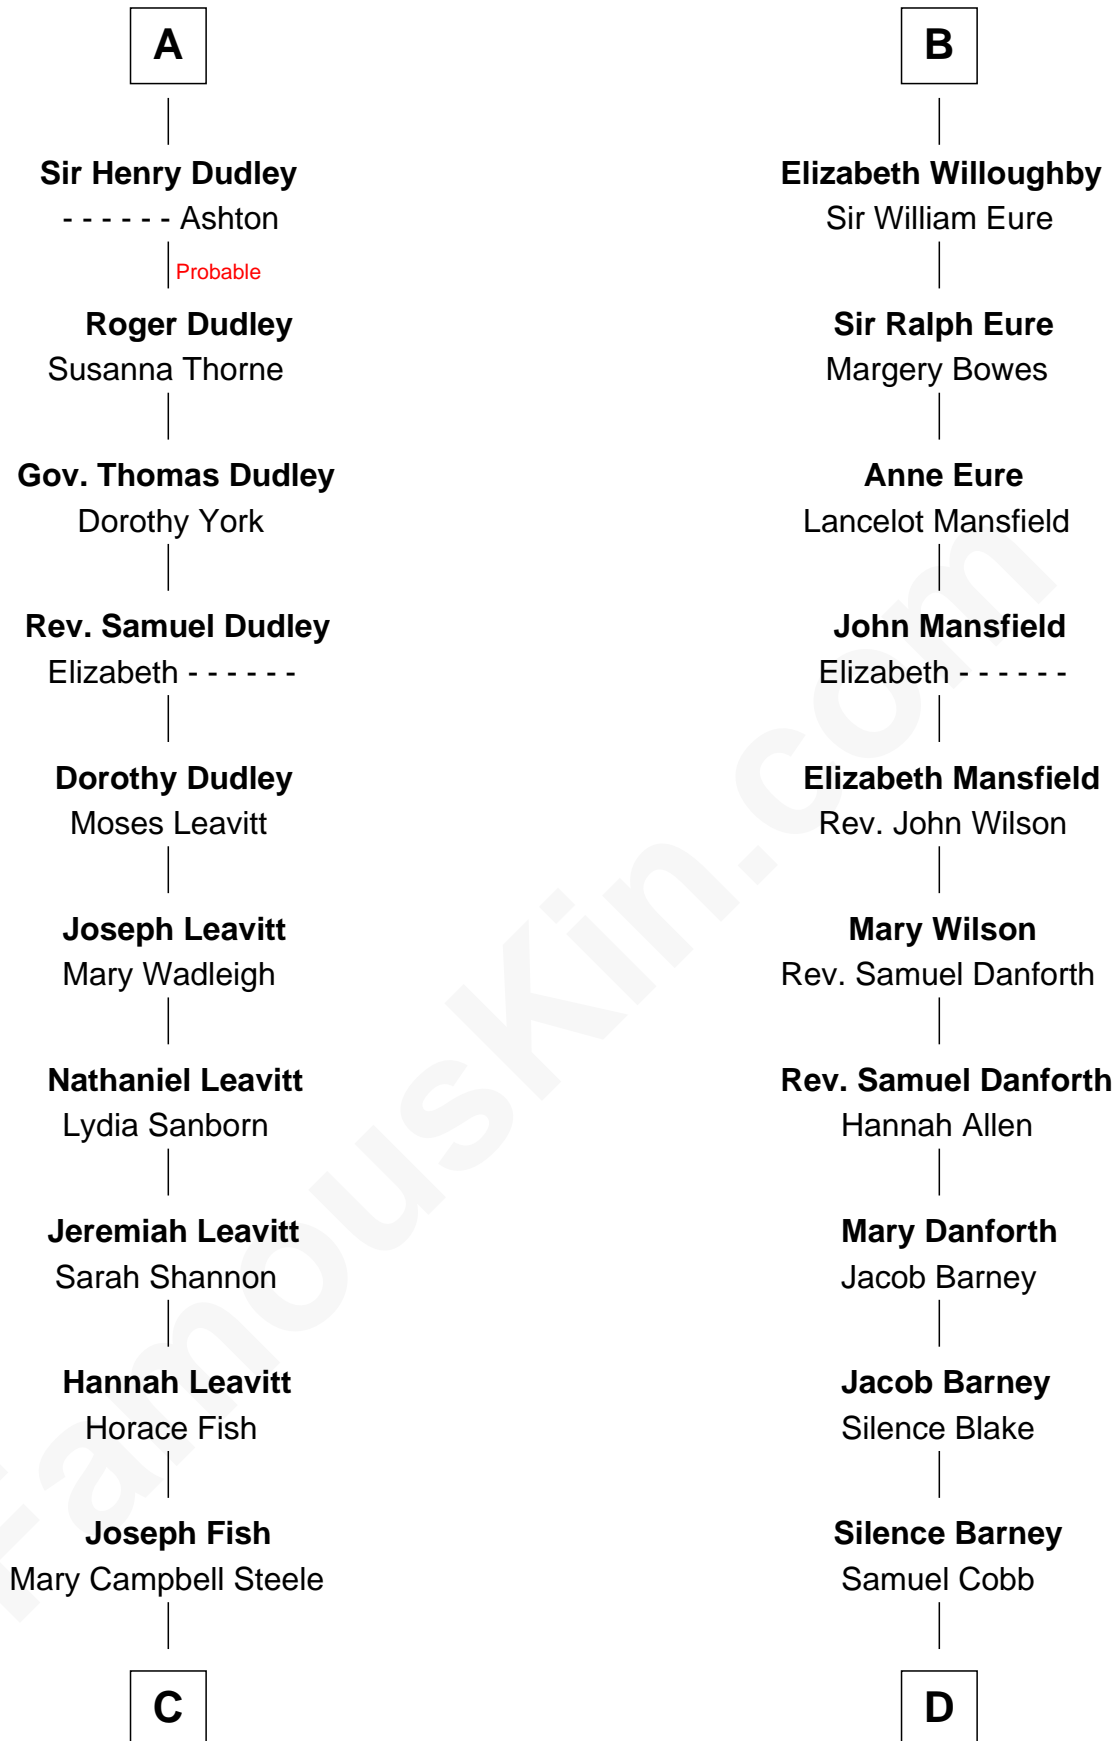 A
Sir Henry Dudley
- - - - - - Ashton
Probable
Roger Dudley
Susanna Thorne
Gov. Thomas Dudley
Dorothy York
Rev. Samuel Dudley
Elizabeth - - - - - -
Dorothy Dudley
Moses Leavitt
Joseph Leavitt
Mary Wadleigh
Nathaniel Leavitt
Lydia Sanborn
Jeremiah Leavitt
Sarah Shannon
Hannah Leavitt
Horace Fish
Joseph Fish
Mary Campbell Steele
C
B
Elizabeth Willoughby
Sir William Eure
Sir Ralph Eure
Margery Bowes
Anne Eure
Lancelot Mansfield
John Mansfield
Elizabeth - - - - - -
Elizabeth Mansfield
Rev. John Wilson
Mary Wilson
Rev. Samuel Danforth
Rev. Samuel Danforth
Hannah Allen
Mary Danforth
Jacob Barney
Jacob Barney
Silence Blake
Silence Barney
Samuel Cobb
D
FamousKin.com